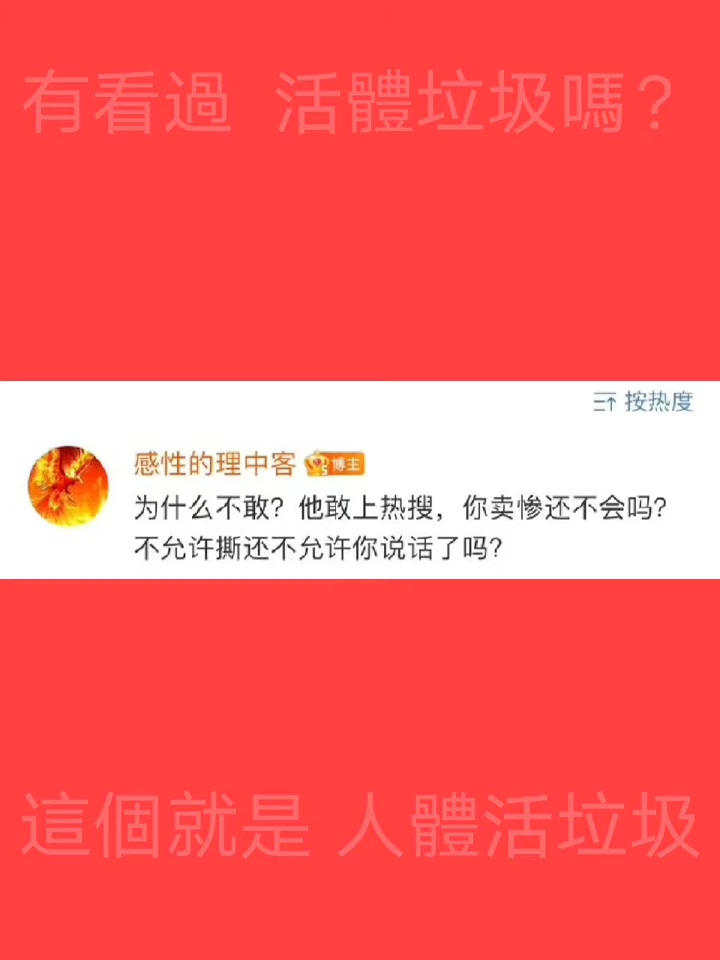 有看過 活體垃圾嗎？
按热度
感性的理中客 5 博主
为什么不敢？他敢上热搜，你卖惨还不会吗？
不允许撕还不允许你说话了吗？
這個就是 人體活垃圾